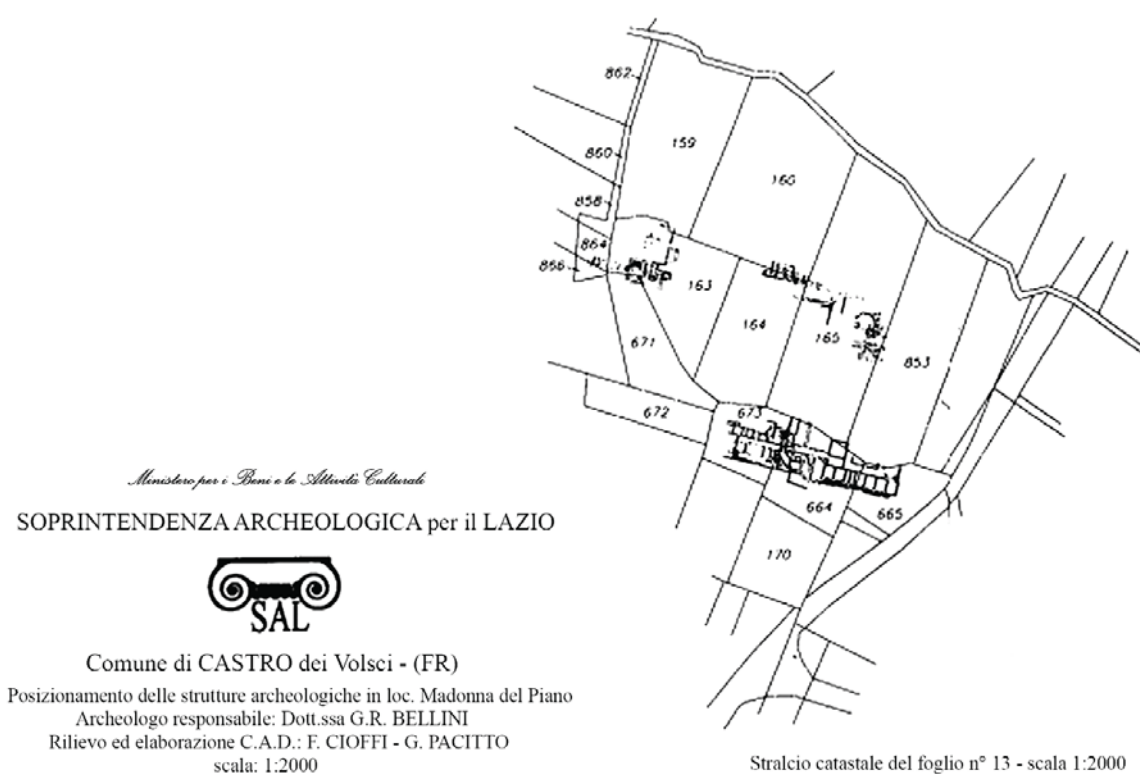 862
860
159
160
858
864
866
163
164
165
853
671
672
673
664
665
170
Ministero per i Beni e le Attività Culturali
SOPRINTENDENZA ARCHEOLOGICA per il LAZIO
SAL
Comune di CASTRO dei Volsci - (FR)
Posizionamento delle strutture archeologiche in loc. Madonna del Piano
Archeologo responsabile: Dott.ssa G.R. BELLINI
Rilievo ed elaborazione C.A.D.: F. CIOFFI - G. PACITTO
scala: 1:2000
Stralcio catastale del foglio n° 13 - scala 1:2000